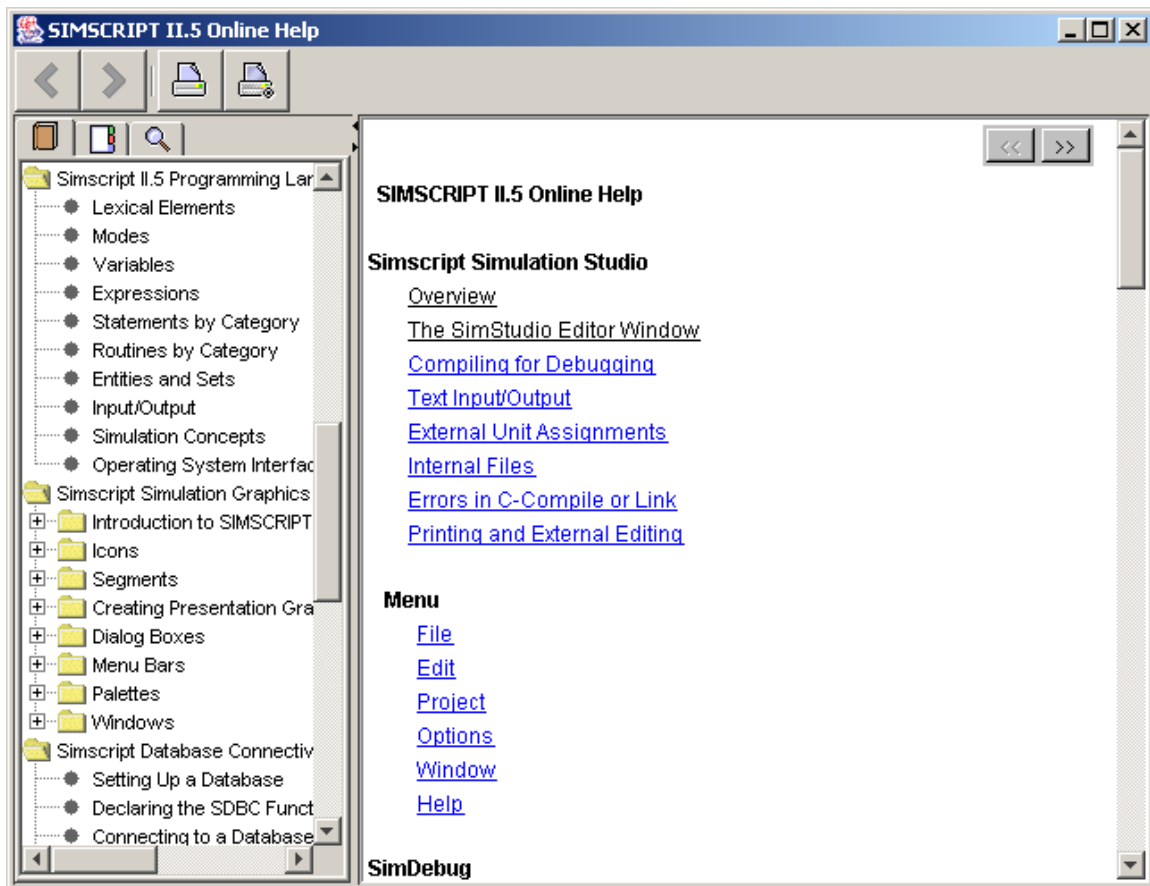 SIMSCRIPT II.5 Online Help
Simscript II.5 Programming Lar
Lexical Elements
Modes
Variables
Expressions
Statements by Category
Routines by Category
Entities and Sets
Input/Output
Simulation Concepts
Operating System Interfac
Simscript Simulation Graphics
Introduction to SIMSCRIPT
Icons
Segments
Creating Presentation Gra
Dialog Boxes
Menu Bars
Palettes
Windows
Simscript Database Connectiv
Setting Up a Database
Declaring the SDBC Funct
Connecting to a Database
<< >>
SIMSCRIPT II.5 Online Help
Simscript Simulation Studio
Overview
The SimStudio Editor Window
Compiling for Debugging
Text Input/Output
External Unit Assignments
Internal Files
Errors in C-Compile or Link
Printing and External Editing
Menu
File
Edit
Project
Options
Window
Help
SimDebug